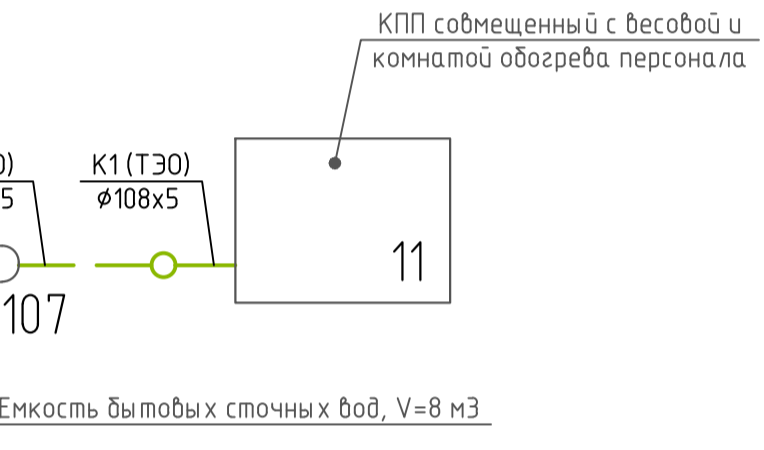 КПП совмещенный с весовой и
комнатой обогрева персонала
К1 (ТЭО)
Ø108х5
11
107
Емкость бытовых сточных вод, V=8 м3